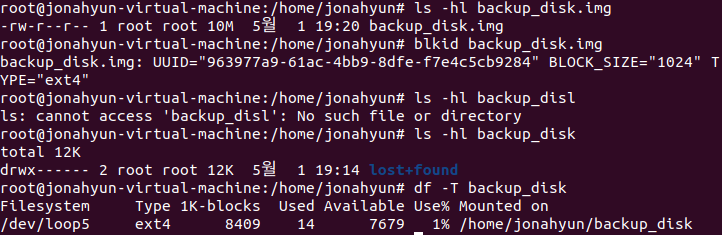 root@jonahyun-virtual-machine:/home/jonahyun# ls -hl backup_disk.img
-rw-r--r-- 1 root root 10M  5월   1 19:20 backup_disk.img
root@jonahyun-virtual-machine:/home/jonahyun# blkid backup_disk.img
backup_disk.img: UUID="963977a9-61ac-4bb9-8dfe-f7e4c5cb9284" BLOCK_SIZE="1024" T
YPE="ext4"
root@jonahyun-virtual-machine:/home/jonahyun# ls -hl backup_disl
ls: cannot access 'backup_disl': No such file or directory
root@jonahyun-virtual-machine:/home/jonahyun# ls -hl backup_disk
total 12K
drwx------ 2 root root 12K  5월   1 19:14 lost+found
root@jonahyun-virtual-machine:/home/jonahyun# df -T backup_disk
Filesystem     Type 1K-blocks  Used Available Use% Mounted on
/dev/loop5     ext4      8409    14      7679   1% /home/jonahyun/backup_disk